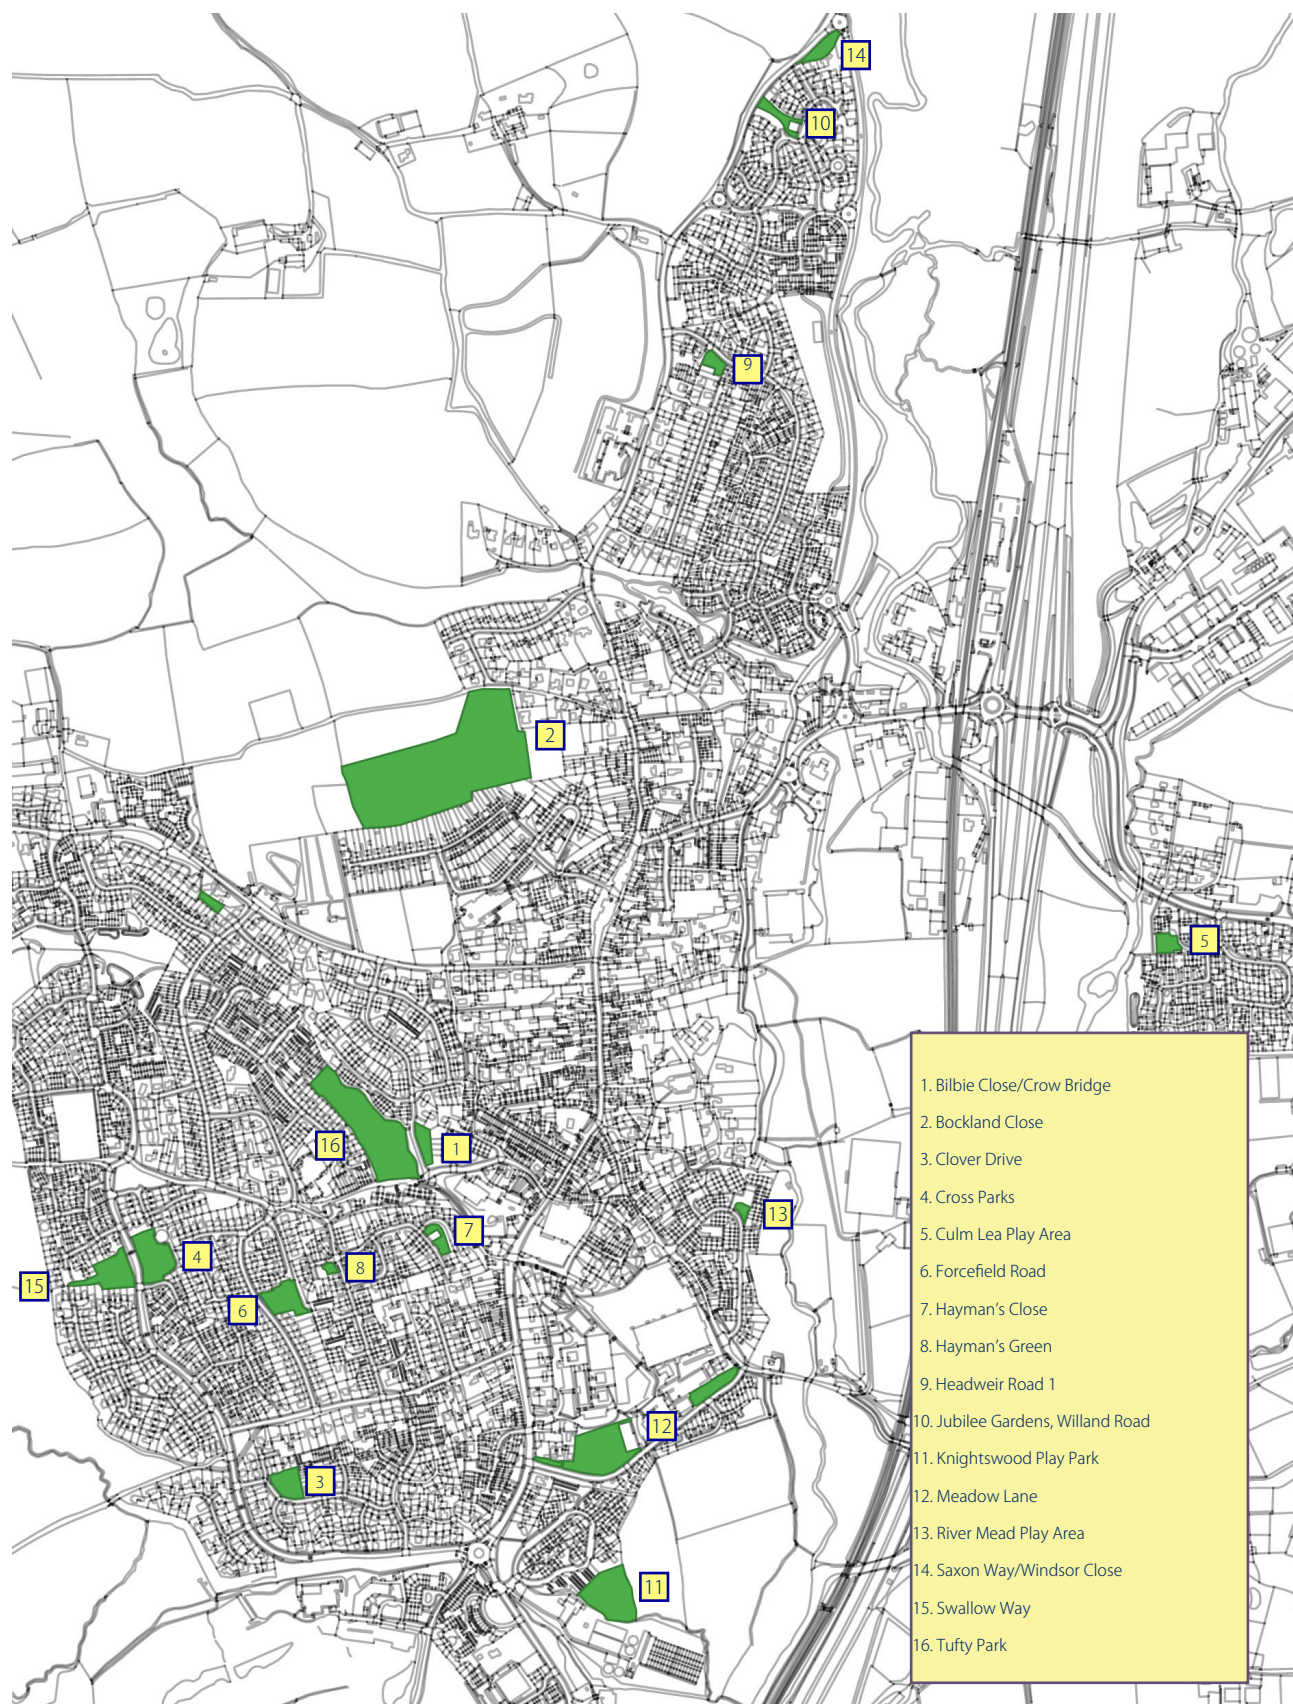 14
10
9
2
5
16
1
13
7
4
8
15
6
12
3
11
1. Bilbie Close/Crow Bridge
2. Bockland Close
3. Clover Drive
4. Cross Parks
5. Culm Lea Play Area
6. Forcefield Road
7. Hayman’s Close
8. Hayman’s Green
9. Headweir Road 1
10. Jubilee Gardens, Willand Road
11. Knightswood Play Park
12. Meadow Lane
13. River Mead Play Area
14. Saxon Way/Windsor Close
15. Swallow Way
16. Tufty Park